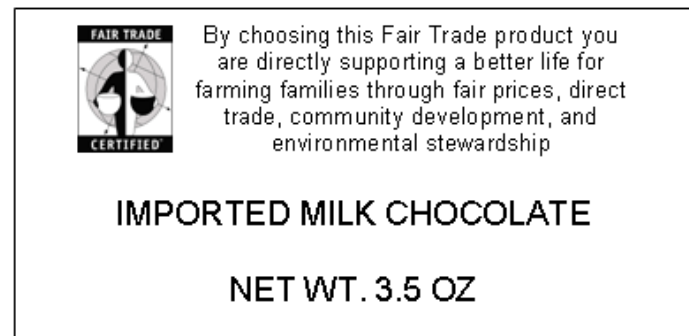 FAIR TRADE
CERTIFIED
By choosing this Fair Trade product you
are directly supporting a better life for
farming families through fair prices, direct
trade, community development, and
environmental stewardship
IMPORTED MILK CHOCOLATE
NET WT. 3.5 OZ